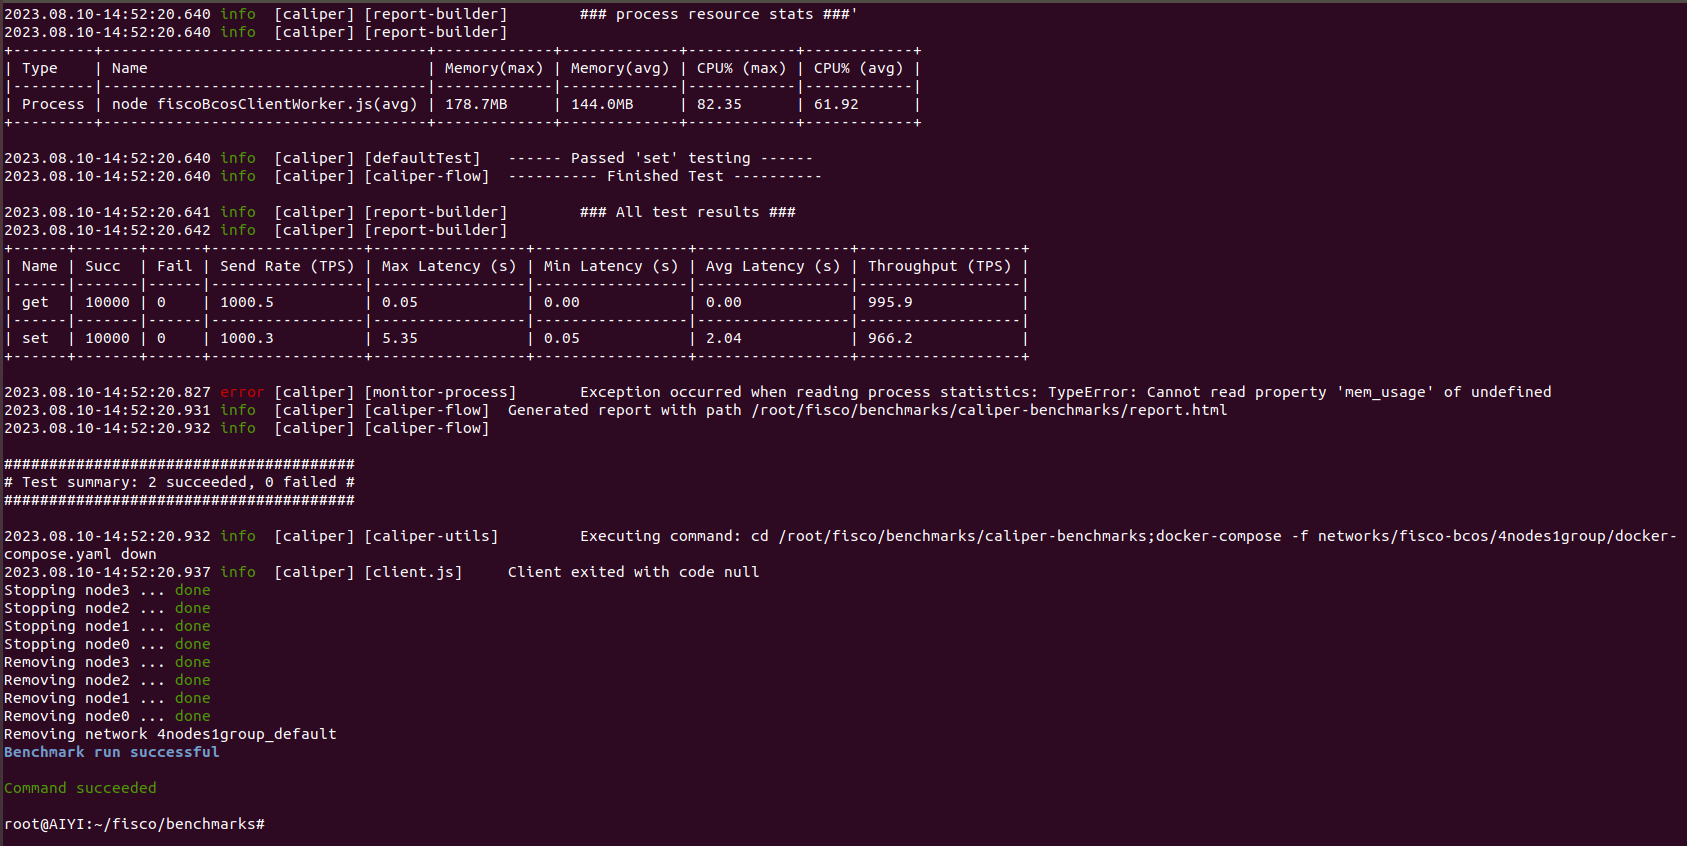 2023.08.10-14:52:20.640 info  [caliper] [report-builder]        ### process resource stats ###'
2023.08.10-14:52:20.640 info  [caliper] [report-builder]
+---------+------------------------------------+-------------+-------------+------------+------------+
| Type    | Name                               | Memory(max) | Memory(avg) | CPU% (max) | CPU% (avg) |
|---------|------------------------------------|-------------|-------------|------------|------------|
| Process | node fiscoBcosClientWorker.js(avg) | 178.7MB     | 144.0MB     | 82.35      | 61.92      |
+---------+------------------------------------+-------------+-------------+------------+------------+
2023.08.10-14:52:20.640 info  [caliper] [defaultTest]   ------ Passed 'set' testing ------
2023.08.10-14:52:20.640 info  [caliper] [caliper-flow]  ---------- Finished Test ----------
2023.08.10-14:52:20.641 info  [caliper] [report-builder]        ### All test results ###
2023.08.10-14:52:20.642 info  [caliper] [report-builder]
+------+-------+------+-----------------+-----------------+-----------------+-----------------+------------------+
| Name | Succ  | Fail | Send Rate (TPS) | Max Latency (s) | Min Latency (s) | Avg Latency (s) | Throughput (TPS) |
|------|-------|------|-----------------|-----------------|-----------------|-----------------|------------------|
| get  | 10000 | 0    | 1000.5          | 0.05            | 0.00            | 0.00            | 995.9            |
|------|-------|------|-----------------|-----------------|-----------------|-----------------|------------------|
| set  | 10000 | 0    | 1000.3          | 5.35            | 0.05            | 2.04            | 966.2            |
+------+-------+------+-----------------+-----------------+-----------------+-----------------+------------------+
2023.08.10-14:52:20.827 error [caliper] [monitor-process]       Exception occurred when reading process statistics: TypeError: Cannot read property 'mem_usage' of undefined
2023.08.10-14:52:20.931 info  [caliper] [caliper-flow]  Generated report with path /root/fisco/benchmarks/caliper-benchmarks/report.html
2023.08.10-14:52:20.932 info  [caliper] [caliper-flow]
#######################################
# Test summary: 2 succeeded, 0 failed #
#######################################
2023.08.10-14:52:20.932 info  [caliper] [caliper-utils]         Executing command: cd /root/fisco/benchmarks/caliper-benchmarks;docker-compose -f networks/fisco-bcos/4nodes1group/docker-
compose.yaml down
2023.08.10-14:52:20.937 info  [caliper] [client.js]     Client exited with code null
Stopping node3 ... done
Stopping node2 ... done
Stopping node1 ... done
Stopping node0 ... done
Removing node3 ... done
Removing node2 ... done
Removing node1 ... done
Removing node0 ... done
Removing network 4nodes1group_default
Benchmark run successful
Command succeeded
root@AIYI:~/fisco/benchmarks#